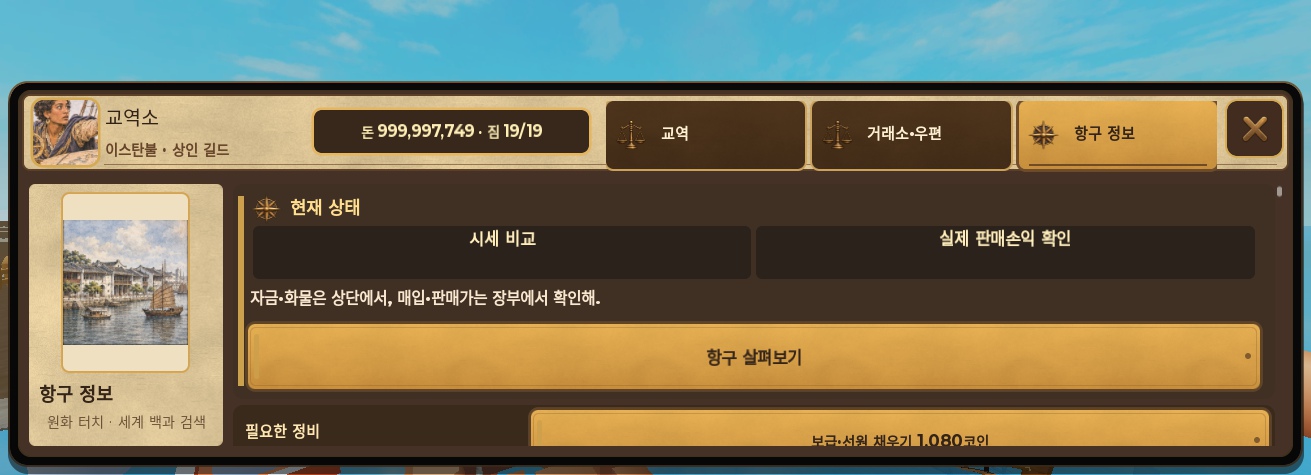 교역소
이스탄불 · 상인 길드
돈 999,997,749 · 짐 19/19
교역
거래소•우편
항구 정보
현재 상태
시세 비교
실제 판매손익 확인
자금•화물은 상단에서, 매입•판매가는 장부에서 확인해.
항구 살펴보기
항구 정보
원화 터치 · 세계 백과 검색
필요한 정비
보급•선원 채우기 1,080코인